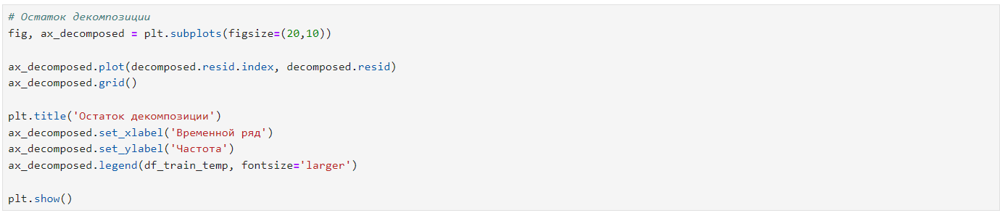 # Остаток декомпозиции
fig, ax_decomposed = plt.subplots(figsize=(20,10))
ax_decomposed.plot(decomposed.resid.index, decomposed.resid)
ax_decomposed.grid()
plt.title('Остаток декомпозиции')
ax_decomposed.set_xlabel('Временной ряд')
ax_decomposed.set_ylabel('Частота')
ax_decomposed.legend(df_train_temp, fontsize='larger')
plt.show()